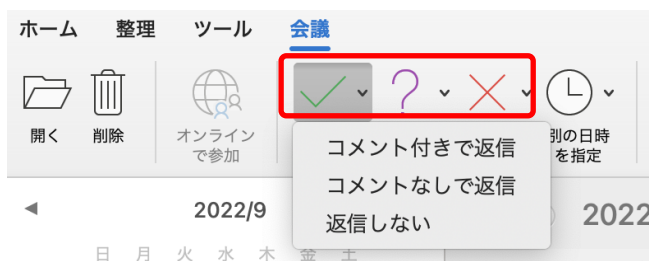 ホーム 整理 ツール 会議
開く 削除 オンライン
で参加
別の日時
を指定
コメント付きで返信
コメントなしで返信
返信しない
2022/9
日 月 火 水 木 金 土
2022